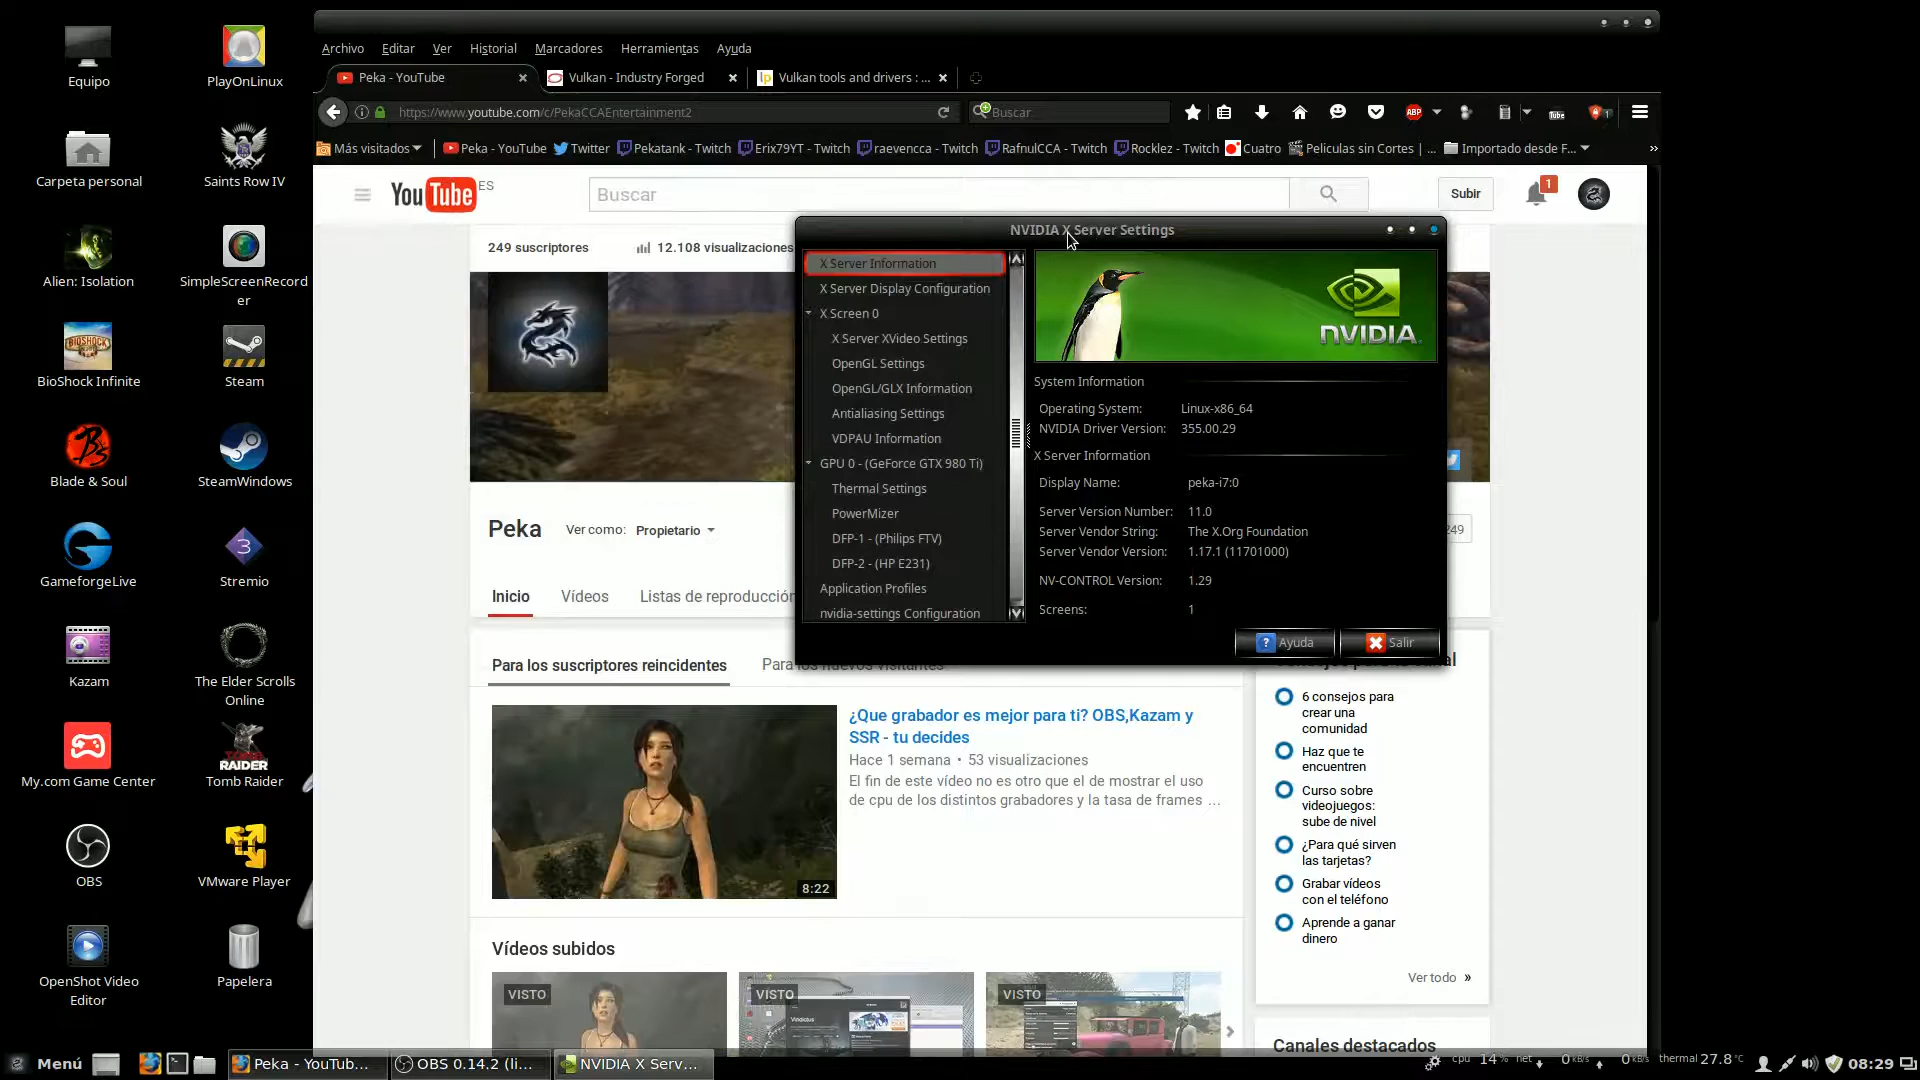 Equipo
PlayOnLinux
Carpeta personal
Saints Row IV
Alien: Isolation
SimpleScreenRecord
er
BioShock Infinite
Steam
Blade & Soul
SteamWindows
GameforgeLive
Stremio
Kazam
The Elder Scrolls
Online
My.com Game Center
Tomb Raider
OBS
VMware Player
OpenShot Video
Editor
Papelera
Archivo Editar Ver Historial Marcadores Herramientas Ayuda
Peka - YouTube
Vulkan - Industry Forged
Vulkan tools and drivers : ...
https://www.youtube.com/c/PekaCCAEntertainment2
Buscar
ABP
Más visitados
Peka - YouTube
Twitter
Pekatank - Twitch
Erix79YT - Twitch
raevencca - Twitch
RafnulCCA - Twitch
Rocklez - Twitch
Cuatro
Peliculas sin Cortes | ...
Importado desde F...
YouTube ES
Buscar
Subir
1
249 suscriptores
12.108 visualizaciones
Peka
Ver como: Propietario
249
Inicio
Vídeos
Listas de reproducción
Para los suscriptores reincidentes
Para los nuevos visitantes
¿Que grabador es mejor para ti? OBS,Kazam y
SSR - tu decides
Hace 1 semana • 53 visualizaciones
El fin de este vídeo no es otro que el de mostrar el uso
de cpu de los distintos grabadores y la tasa de frames ...
8:22
Vídeos subidos
VISTO
VISTO
VISTO
NVIDIA X Server Settings
X Server Information
X Server Display Configuration
X Screen 0
X Server XVideo Settings
OpenGL Settings
OpenGL/GLX Information
Antialiasing Settings
VDPAU Information
GPU 0 - (GeForce GTX 980 Ti)
Thermal Settings
PowerMizer
DFP-1 - (Philips FTV)
DFP-2 - (HP E231)
Application Profiles
nvidia-settings Configuration
NVIDIA.
System Information
Operating System: Linux-x86_64
NVIDIA Driver Version: 355.00.29
X Server Information
Display Name: peka-i7:0
Server Version Number: 11.0
Server Vendor String: The X.Org Foundation
Server Vendor Version: 1.17.1 (11701000)
NV-CONTROL Version: 1.29
Screens: 1
Ayuda
Salir
6 consejos para
crear una
comunidad
Haz que te
encuentren
Curso sobre
videojuegos:
sube de nivel
¿Para qué sirven
las tarjetas?
Grabar vídeos
con el teléfono
Aprende a ganar
dinero
Ver todo »
Canales destacados
Menú
Peka - YouTub...
OBS 0.14.2 (li...
NVIDIA X Serv...
cpu 14 % net 0 kB/s 0 kB/s thermal 27.8 °C
08:29